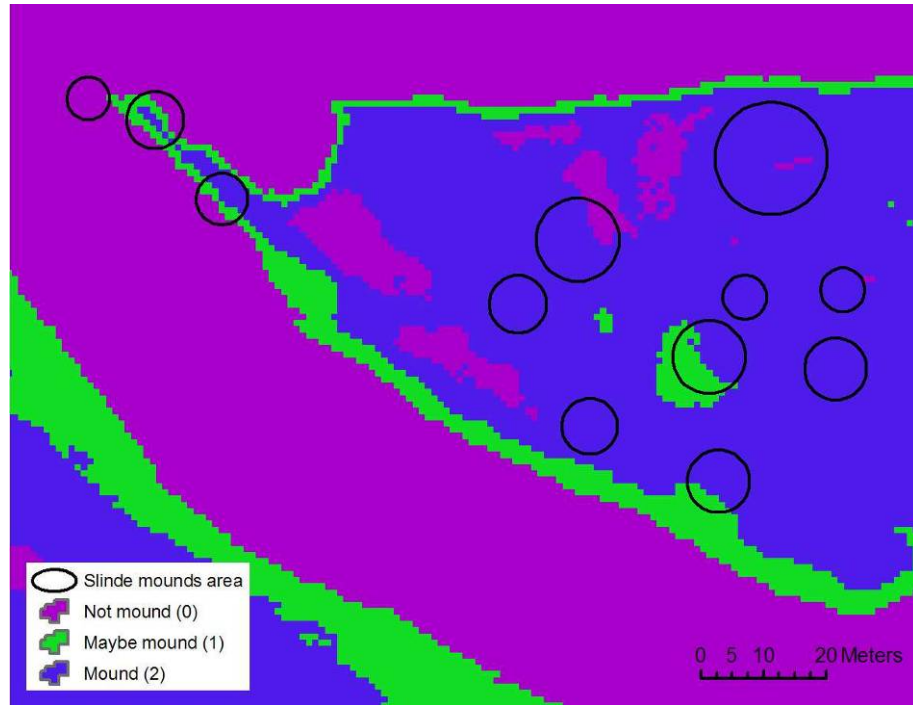 Slinde mounds area
Not mound (0)
Maybe mound (1)
Mound (2)
0 5 10 20 Meters